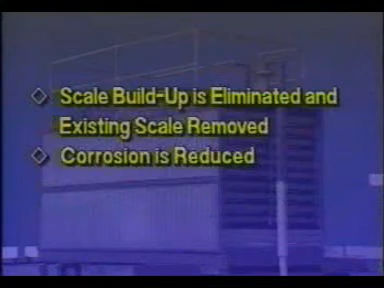 Scale Build-Up is Eliminated and
Existing Scale Removed
Corrosion is Reduced